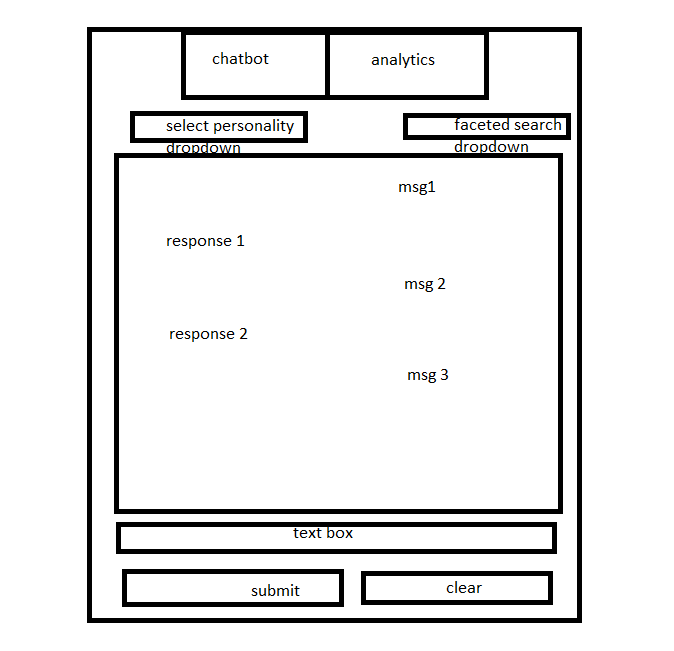 chatbot
analytics
select personality
dropdown
faceted search
dropdown
msg1
response 1
msg 2
response 2
msg 3
text box
submit
clear